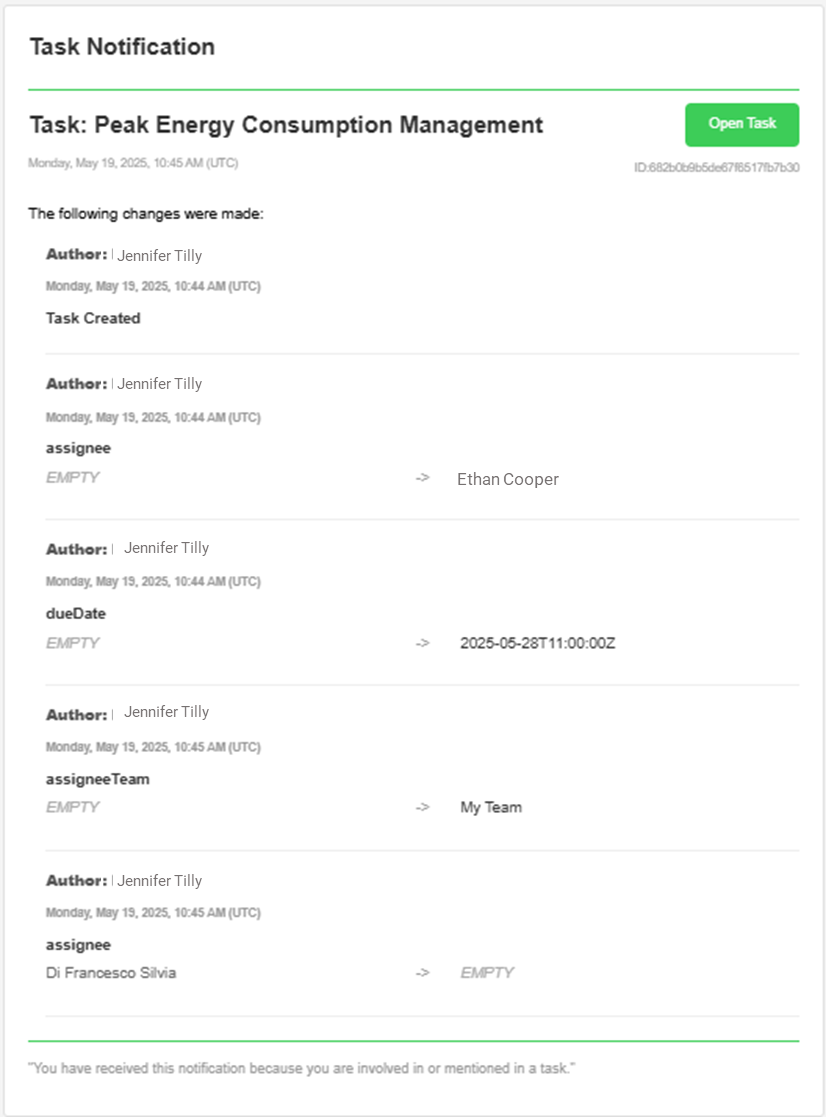 Task Notification
Task: Peak Energy Consumption Management
Open Task
Monday, May 19, 2025, 10:45 AM (UTC)
ID:682b0b9b5de67f6517fb7b30
The following changes were made:
Author: | Jennifer Tilly
Monday, May 19, 2025, 10:44 AM (UTC)
Task Created
Author: | Jennifer Tilly
Monday, May 19, 2025, 10:44 AM (UTC)
assignee
EMPTY -> Ethan Cooper
Author: | Jennifer Tilly
Monday, May 19, 2025, 10:44 AM (UTC)
dueDate
EMPTY -> 2025-05-28T11:00:00Z
Author: | Jennifer Tilly
Monday, May 19, 2025, 10:45 AM (UTC)
assigneeTeam
EMPTY -> My Team
Author: | Jennifer Tilly
Monday, May 19, 2025, 10:45 AM (UTC)
assignee
Di Francesco Silvia -> EMPTY
"You have received this notification because you are involved in or mentioned in a task."